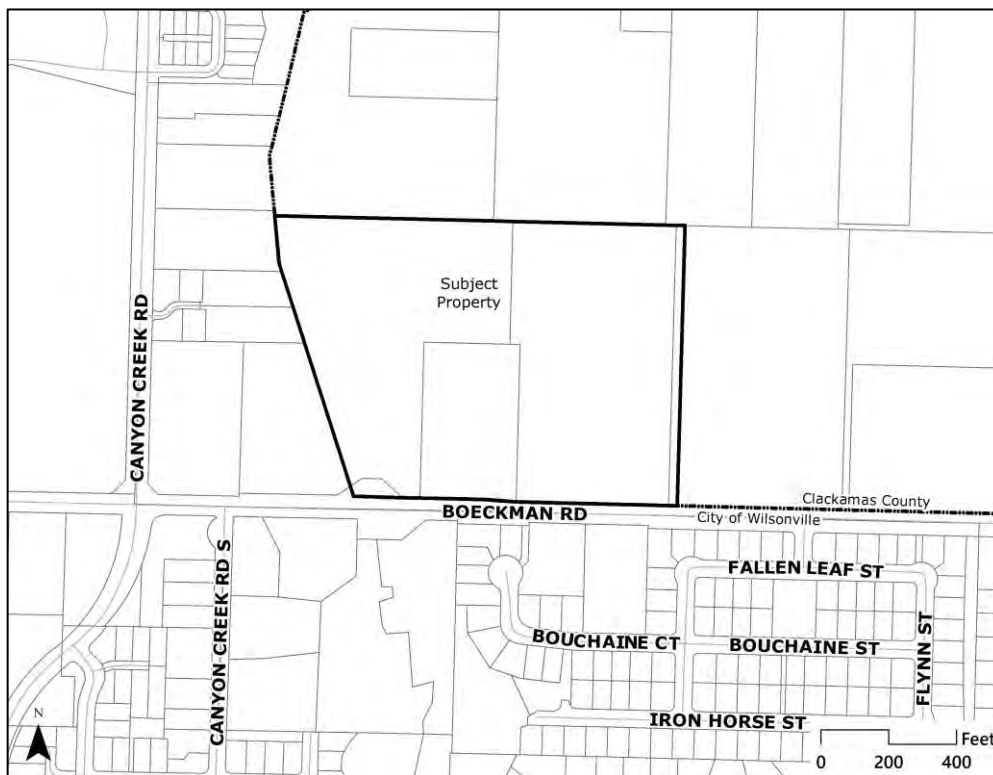 CANYON CREEK RD
Subject
Property
Clackamas County
BOECKMAN RD
City of Wilsonville
CANYON CREEK RD S
FALLEN LEAF ST
BOUCHAINE CT
BOUCHAINE ST
FLYNN ST
IRON HORSE ST
N
Feet
0 200 400